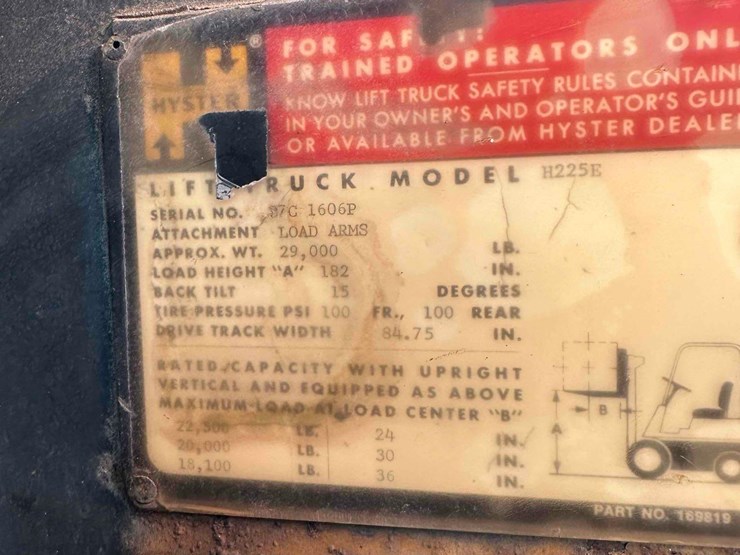 HYSTER ®
FOR SAF
TRAINED OPERATORS ONL
KNOW LIFT TRUCK SAFETY RULES CONTAIN
IN YOUR OWNER'S AND OPERATOR'S GUI
OR AVAILABLE FROM HYSTER DEALE
LIFT TRUCK MODEL H225E
SERIAL NO. 7C 1606P
ATTACHMENT LOAD ARMS
APPROX. WT. 29,000 LB.
LOAD HEIGHT "A" 182 IN.
BACK TILT 15 DEGREES
TIRE PRESSURE PSI 100 FR., 100 REAR
DRIVE TRACK WIDTH 84.75 IN.
RATED CAPACITY WITH UPRIGHT
VERTICAL AND EQUIPPED AS ABOVE
MAXIMUM LOAD AT LOAD CENTER "B"
22,500 LB. 24 IN.
20,000 LB. 30 IN.
18,100 LB. 36 IN.
B
A
PART NO. 169819